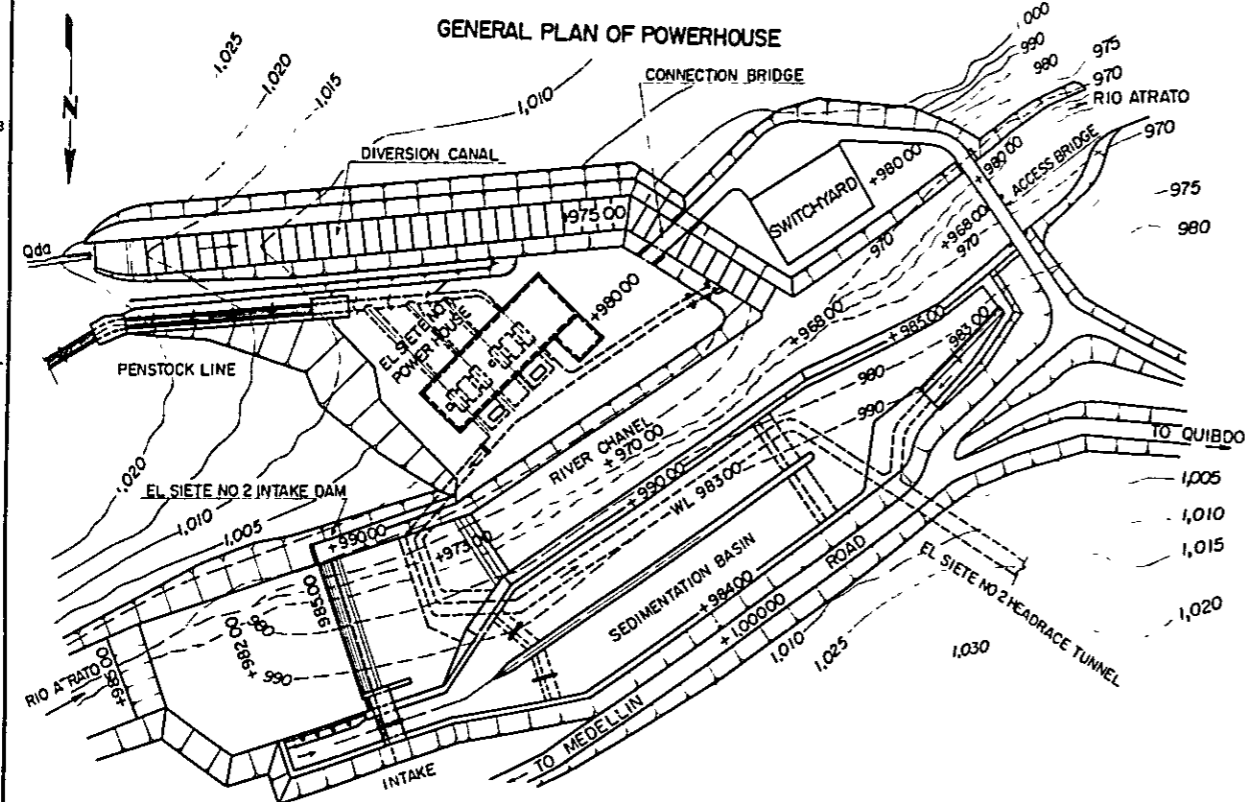 GENERAL PLAN OF POWERHOUSE
N
1,025
1,020
1,015
1,010
CONNECTION BRIDGE
1,000
990
980
975
970
RIO ATRATO
970
DIVERSION CANAL
SWITCHYARD
+980.00
+980.00
ACCESS BRIDGE
975
980
Qda
+975.00
+968.00
970
970
+980.00
EL SIETE NO.1
POWER HOUSE
PENSTOCK LINE
+968.00
+985.00
983.00
980
990
RIVER CHANEL
+970.00
TO QUIBDO
1,020
1,010
1,005
EL SIETE NO 2 INTAKE DAM
+990.00
WL 983.00
+990.00
1,005
1,010
1,015
1,020
+973.00
985.00
SEDIMENTATION BASIN
ROAD
+984.00
+1,000.00
EL SIETE NO 2 HEADRACE TUNNEL
980
+982.00
990
1,010
1,025
1,030
RIO ATRATO
+985.00
TO MEDELLIN
INTAKE